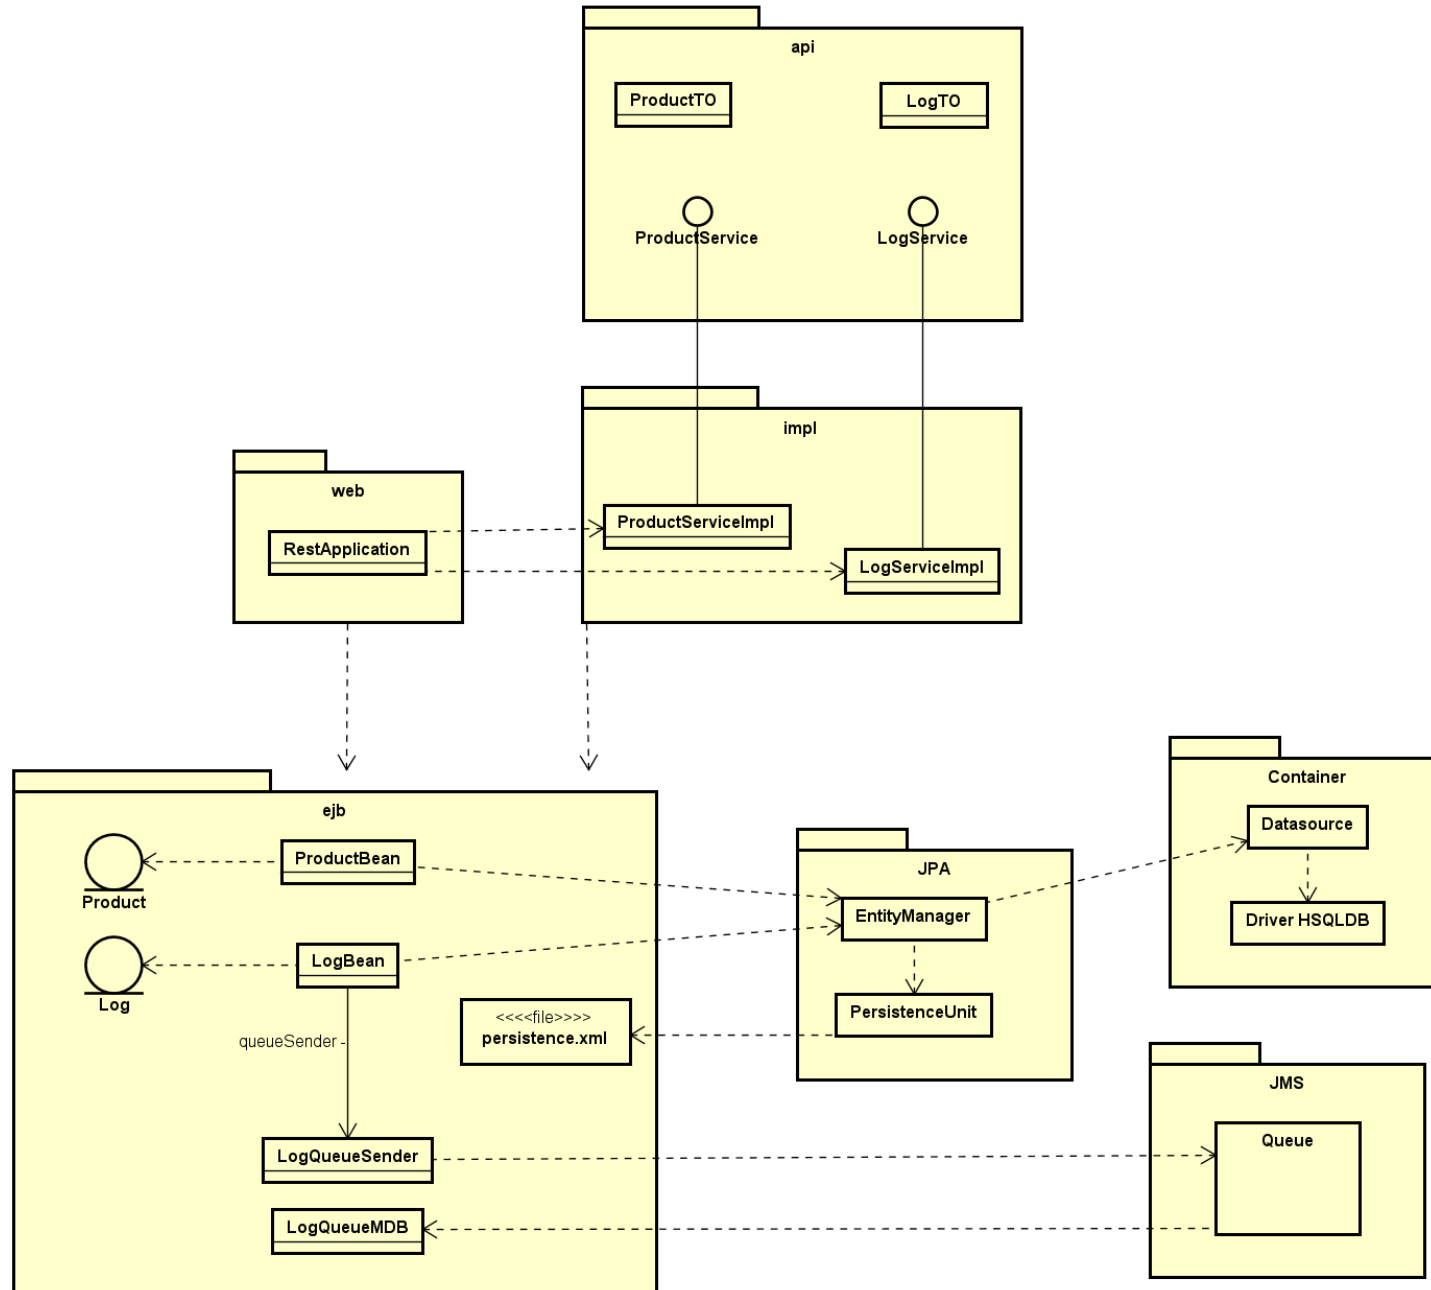 api
ProductTO
LogTO
ProductService
LogService
impl
web
ProductServiceImpl
RestApplication
LogServiceImpl
ejb
Container
ProductBean
Datasource
Product
JPA
EntityManager
Driver HSQLDB
LogBean
Log
PersistenceUnit
<<<<file>>>>
persistence.xml
queueSender -
JMS
Queue
LogQueueSender
LogQueueMDB